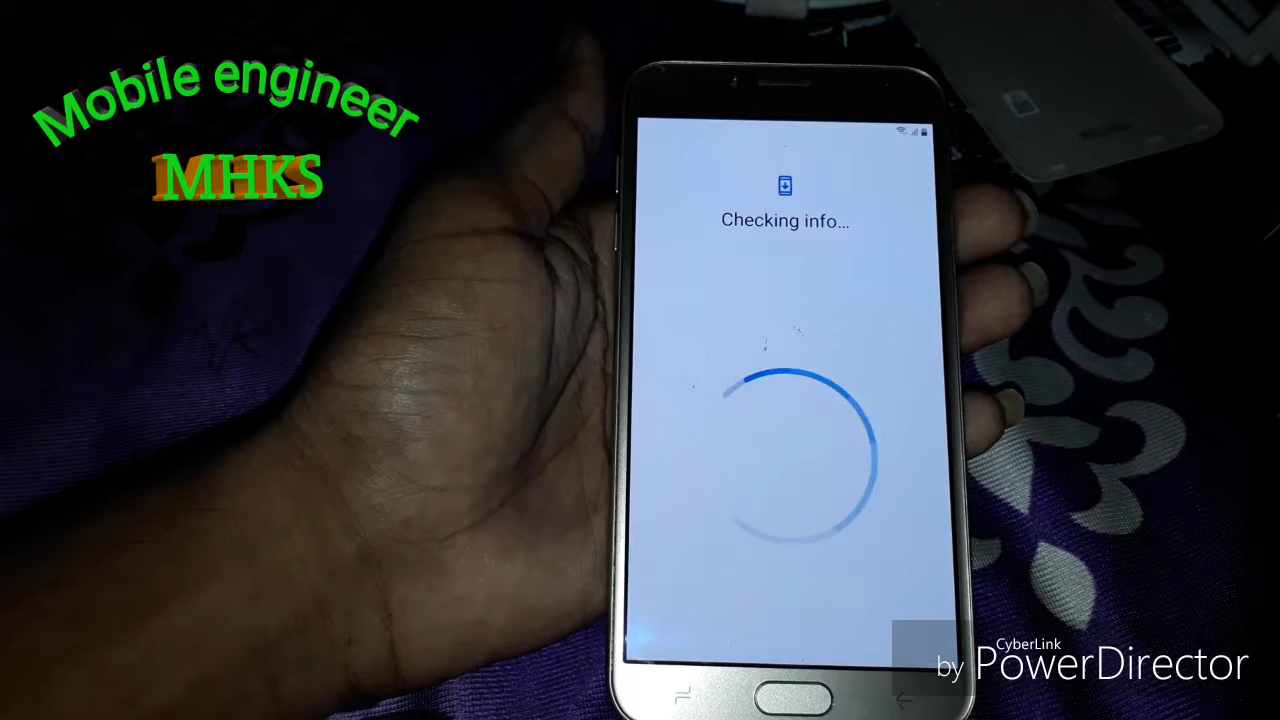 Mobile engineer
MHKS
Checking info...
CyberLink
by PowerDirector